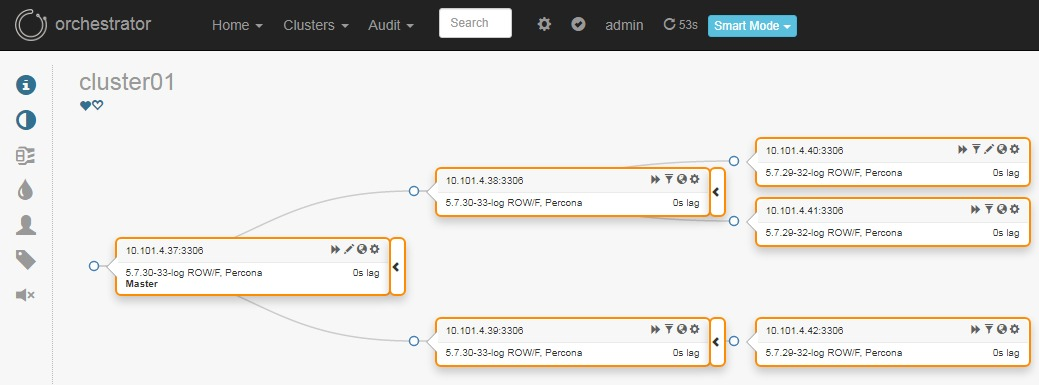 orchestrator Home Clusters Audit Search admin 53s Smart Mode
cluster01
10.101.4.40:3306
5.7.29-32-log ROW/F, Percona 0s lag
10.101.4.38:3306
5.7.30-33-log ROW/F, Percona 0s lag
10.101.4.41:3306
5.7.29-32-log ROW/F, Percona 0s lag
10.101.4.37:3306
5.7.30-33-log ROW/F, Percona 0s lag
Master
10.101.4.39:3306
5.7.30-33-log ROW/F, Percona 0s lag
10.101.4.42:3306
5.7.29-32-log ROW/F, Percona 0s lag